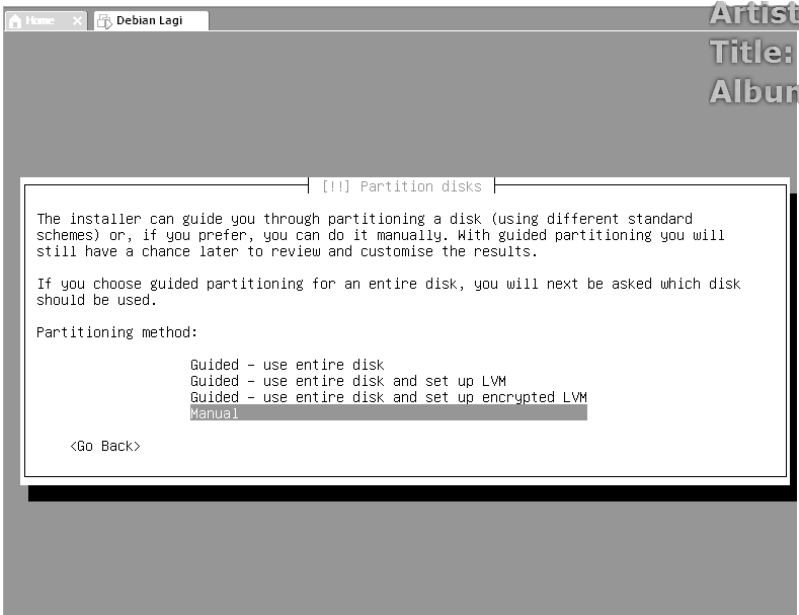 Home
Debian Lagi
Artist
Title:
Album
[!!] Partition disks
The installer can guide you through partitioning a disk (using different standard
schemes) or, if you prefer, you can do it manually. With guided partitioning you will
still have a chance later to review and customise the results.
If you choose guided partitioning for an entire disk, you will next be asked which disk
should be used.
Partitioning method:
Guided - use entire disk
Guided - use entire disk and set up LVM
Guided - use entire disk and set up encrypted LVM
Manual
<Go Back>